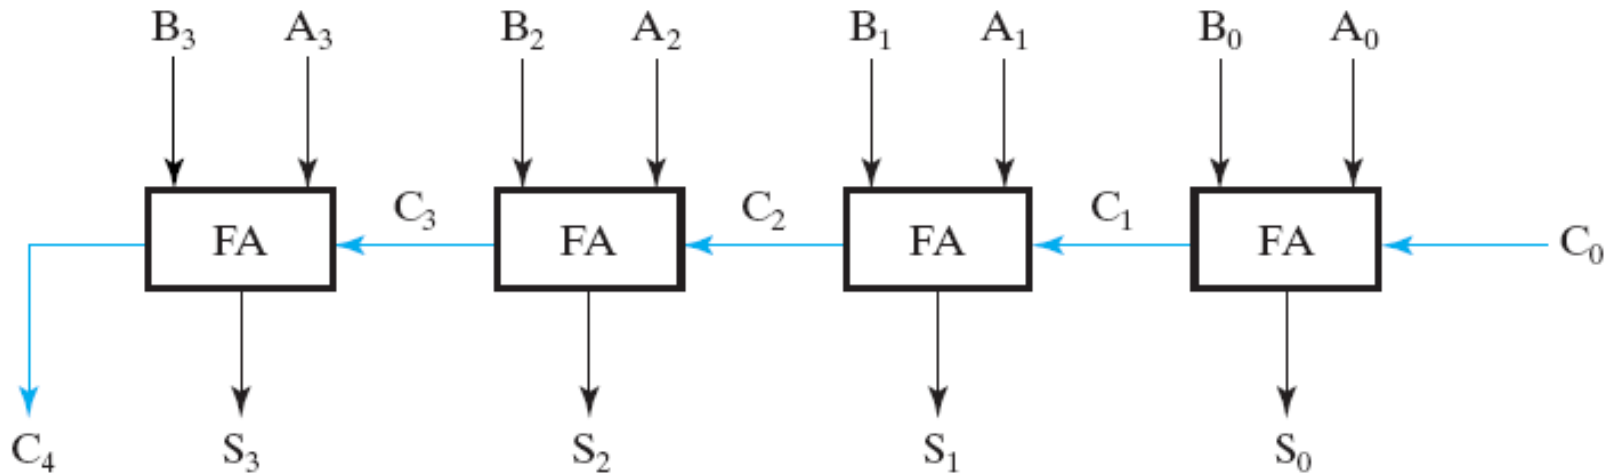 B₃ A₃ B₂ A₂ B₁ A₁ B₀ A₀
C₃ C₂ C₁
FA FA FA FA C₀
C₄ S₃ S₂ S₁ S₀